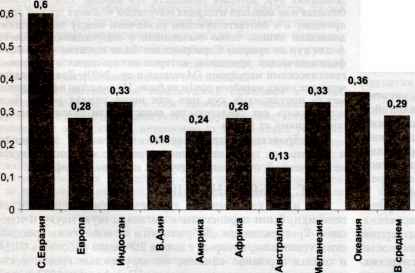 0,6
0,5
0,4
0,3
0,2
0,1
0
0,6
0,28
0,33
0,18
0,24
0,28
0,13
0,33
0,36
0,29
С.Евразия
Европа
Индостан
В.Азия
Америка
Африка
Австралия
Меланезия
Океания
В среднем